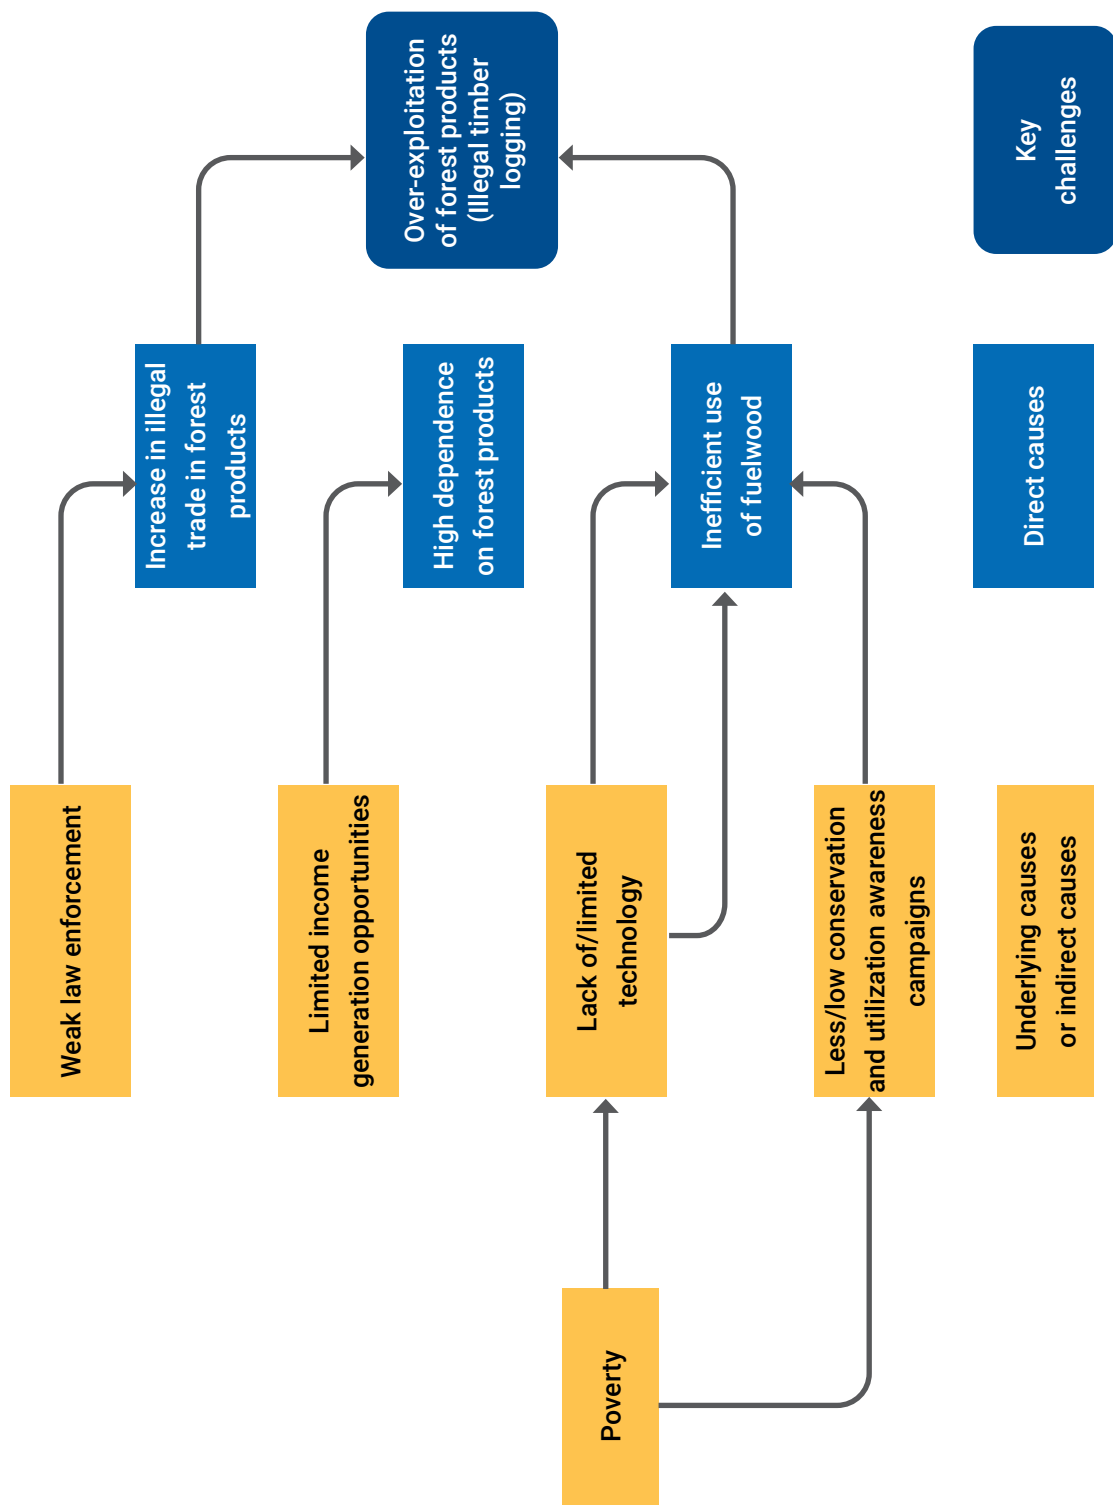 Over-exploitation
of forest products
(Illegal timber
logging)
Key
challenges
Increase in illegal
trade in forest
products
High dependence
on forest products
Inefficient use
of fuelwood
Direct causes
Weak law enforcement
Limited income
generation opportunities
Lack of/limited
technology
Less/low conservation
and utilization awareness
campaigns
Underlying causes
or indirect causes
Poverty